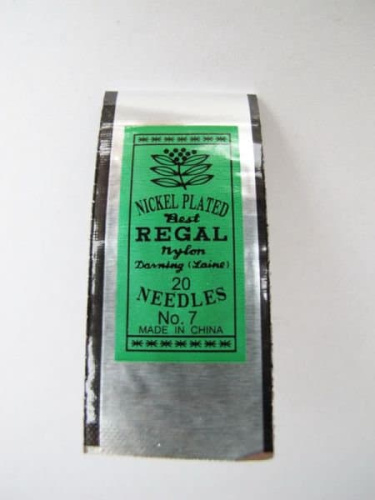 NICKEL PLATED
Best
REGAL
Nylon
Darning (Laine)
20
NEEDLES
No. 7
MADE IN CHINA